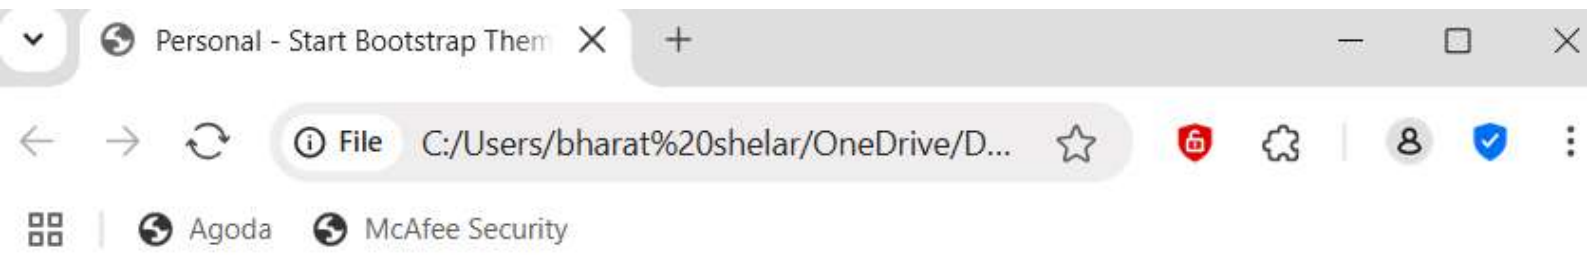 Personal - Start Bootstrap Them
File C:/Users/bharat%20shelar/OneDrive/D...
Agoda McAfee Security